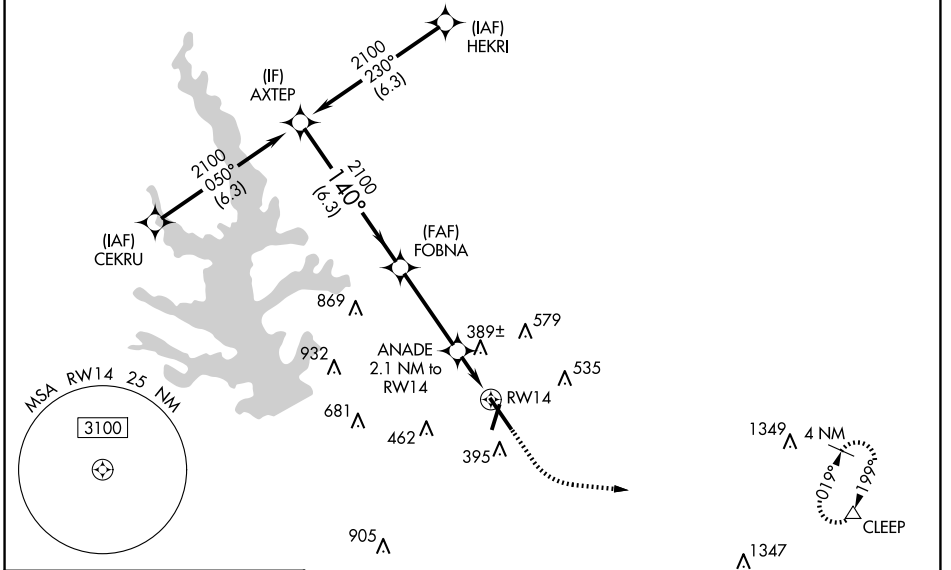 (IAF)
HEKRI
2100
230°
(6.3)
(IF)
AXTEP
2100
050°
(6.3)
2100
140°
(6.3)
(IAF)
CEKRU
(FAF)
FOBNA
869
389±
579
ANADE
2.1 NM to
RW14
932
535
RW14
MSA RW14 25 NM
3100
681
462
395
1349
4 NM
019°
199°
CLEEP
905
1347